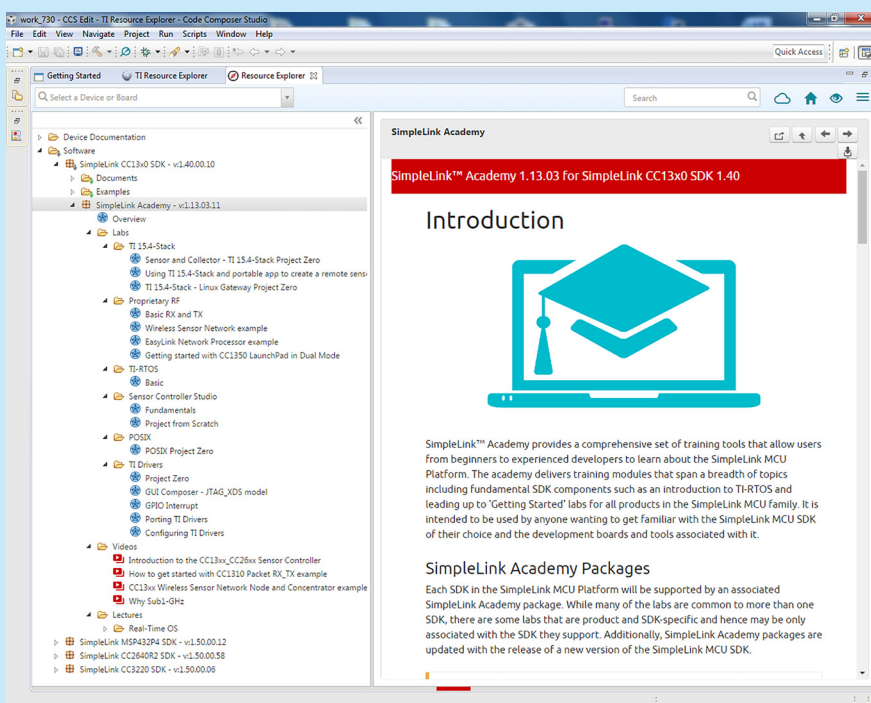 work_730 - CCS Edit - TI Resource Explorer - Code Composer Studio
File Edit View Navigate Project Run Scripts Window Help
Quick Access
Getting Started TI Resource Explorer Resource Explorer
Select a Device or Board
Search
Device Documentation
Software
SimpleLink CC13x0 SDK - v:1.40.00.10
Documents
Examples
SimpleLink Academy - v:1.13.03.11
Overview
Labs
TI 15.4-Stack
Sensor and Collector - TI 15.4-Stack Project Zero
Using TI 15.4-Stack and portable app to create a remote sens
TI 15.4-Stack - Linux Gateway Project Zero
Proprietary RF
Basic RX and TX
Wireless Sensor Network example
EasyLink Network Processor example
Getting started with CC1350 LaunchPad in Dual Mode
TI-RTOS
Basic
Sensor Controller Studio
Fundamentals
Project from Scratch
POSIX
POSIX Project Zero
TI Drivers
Project Zero
GUI Composer - JTAG_XDS model
GPIO Interrupt
Porting TI Drivers
Configuring TI Drivers
Videos
Introduction to the CC13xx_CC26xx Sensor Controller
How to get started with CC1310 Packet RX_TX example
CC13xx Wireless Sensor Network Node and Concentrator example
Why Sub1-GHz
Lectures
Real-Time OS
SimpleLink MSP432P4 SDK - v:1.50.00.12
SimpleLink CC2640R2 SDK - v:1.50.00.58
SimpleLink CC3220 SDK - v:1.50.00.06
SimpleLink Academy
SimpleLink™ Academy 1.13.03 for SimpleLink CC13x0 SDK 1.40
Introduction
SimpleLink™ Academy provides a comprehensive set of training tools that allow users
from beginners to experienced developers to learn about the SimpleLink MCU
Platform. The academy delivers training modules that span a breadth of topics
including fundamental SDK components such as an introduction to TI-RTOS and
leading up to 'Getting Started' labs for all products in the SimpleLink MCU family. It is
intended to be used by anyone wanting to get familiar with the SimpleLink MCU SDK
of their choice and the development boards and tools associated with it.
SimpleLink Academy Packages
Each SDK in the SimpleLink MCU Platform will be supported by an associated
SimpleLink Academy package. While many of the labs are common to more than one
SDK, there are some labs that are product and SDK-specific and hence may be only
associated with the SDK they support. Additionally, SimpleLink Academy packages are
updated with the release of a new version of the SimpleLink MCU SDK.